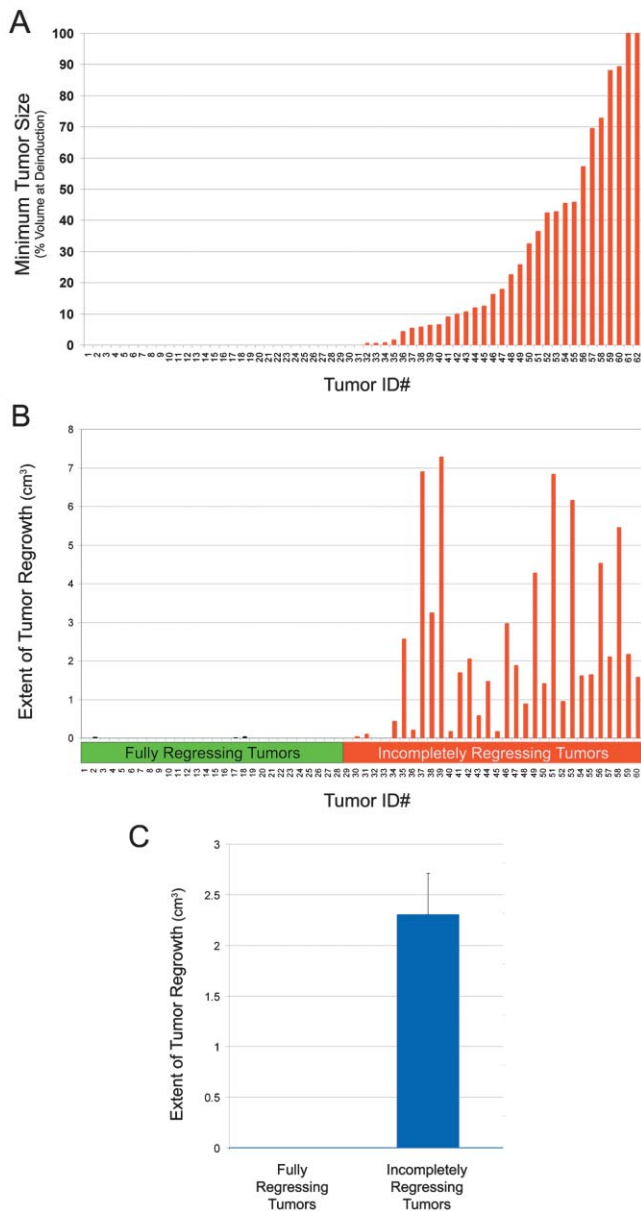 A
100
90
80
70
60
50
40
30
20
10
0
Minimum Tumor Size
(% Volume at Deinduction)
1 2 3 4 5 6 7 8 9 10 11 12 13 14 15 16 17 18 19 20 21 22 23 24 25 26 27 28 29 30 31 32 33 34 35 36 37 38 39 40 41 42 43 44 45 46 47 48 49 50 51 52 53 54 55 56 57 58 59 60 61 62
Tumor ID#
B
8
7
6
5
4
3
2
1
0
Extent of Tumor Regrowth (cm³)
Fully Regressing Tumors Incompletely Regressing Tumors
1 2 3 4 5 6 7 8 9 10 11 12 13 14 15 16 17 18 19 20 21 22 23 24 25 26 27 28 29 30 31 32 33 34 35 36 37 38 39 40 41 42 43 44 45 46 47 48 49 50 51 52 53 54 55 56 57 58 59 60
Tumor ID#
C
3
2.5
2
1.5
1
0.5
0
Extent of Tumor Regrowth (cm³)
Fully
Regressing
Tumors
Incompletely
Regressing
Tumors